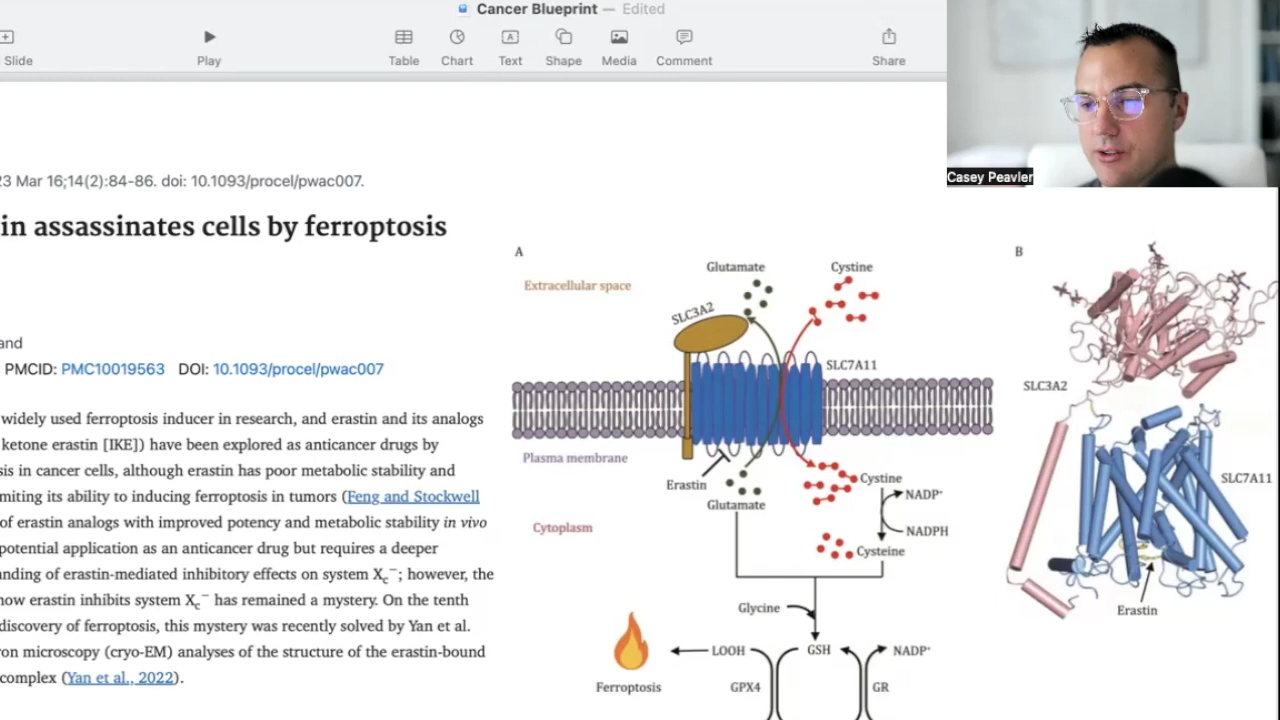 Cancer Blueprint — Edited
Slide
Play
Table
Chart
Text
Shape
Media
Comment
Share
Casey Peavler
23 Mar 16;14(2):84-86. doi: 10.1093/procel/pwac007.
in assassinates cells by ferroptosis
and
PMCID: PMC10019563 DOI: 10.1093/procel/pwac007
widely used ferroptosis inducer in research, and erastin and its analogs
ketone erastin [IKE]) have been explored as anticancer drugs by
sis in cancer cells, although erastin has poor metabolic stability and
miting its ability to inducing ferroptosis in tumors (Feng and Stockwell
of erastin analogs with improved potency and metabolic stability in vivo
potential application as an anticancer drug but requires a deeper
nding of erastin-mediated inhibitory effects on system Xc⁻; however, the
how erastin inhibits system Xc⁻ has remained a mystery. On the tenth
discovery of ferroptosis, this mystery was recently solved by Yan et al.
on microscopy (cryo-EM) analyses of the structure of the erastin-bound
complex (Yan et al., 2022).
A
Extracellular space
Glutamate
Cystine
SLC3A2
SLC7A11
Plasma membrane
Erastin
Glutamate
Cystine
NADP⁺
NADPH
Cytoplasm
Cysteine
Glycine
LOOH
GSH
NADP⁺
Ferroptosis
GPX4
GR
B
SLC3A2
SLC7A11
Erastin